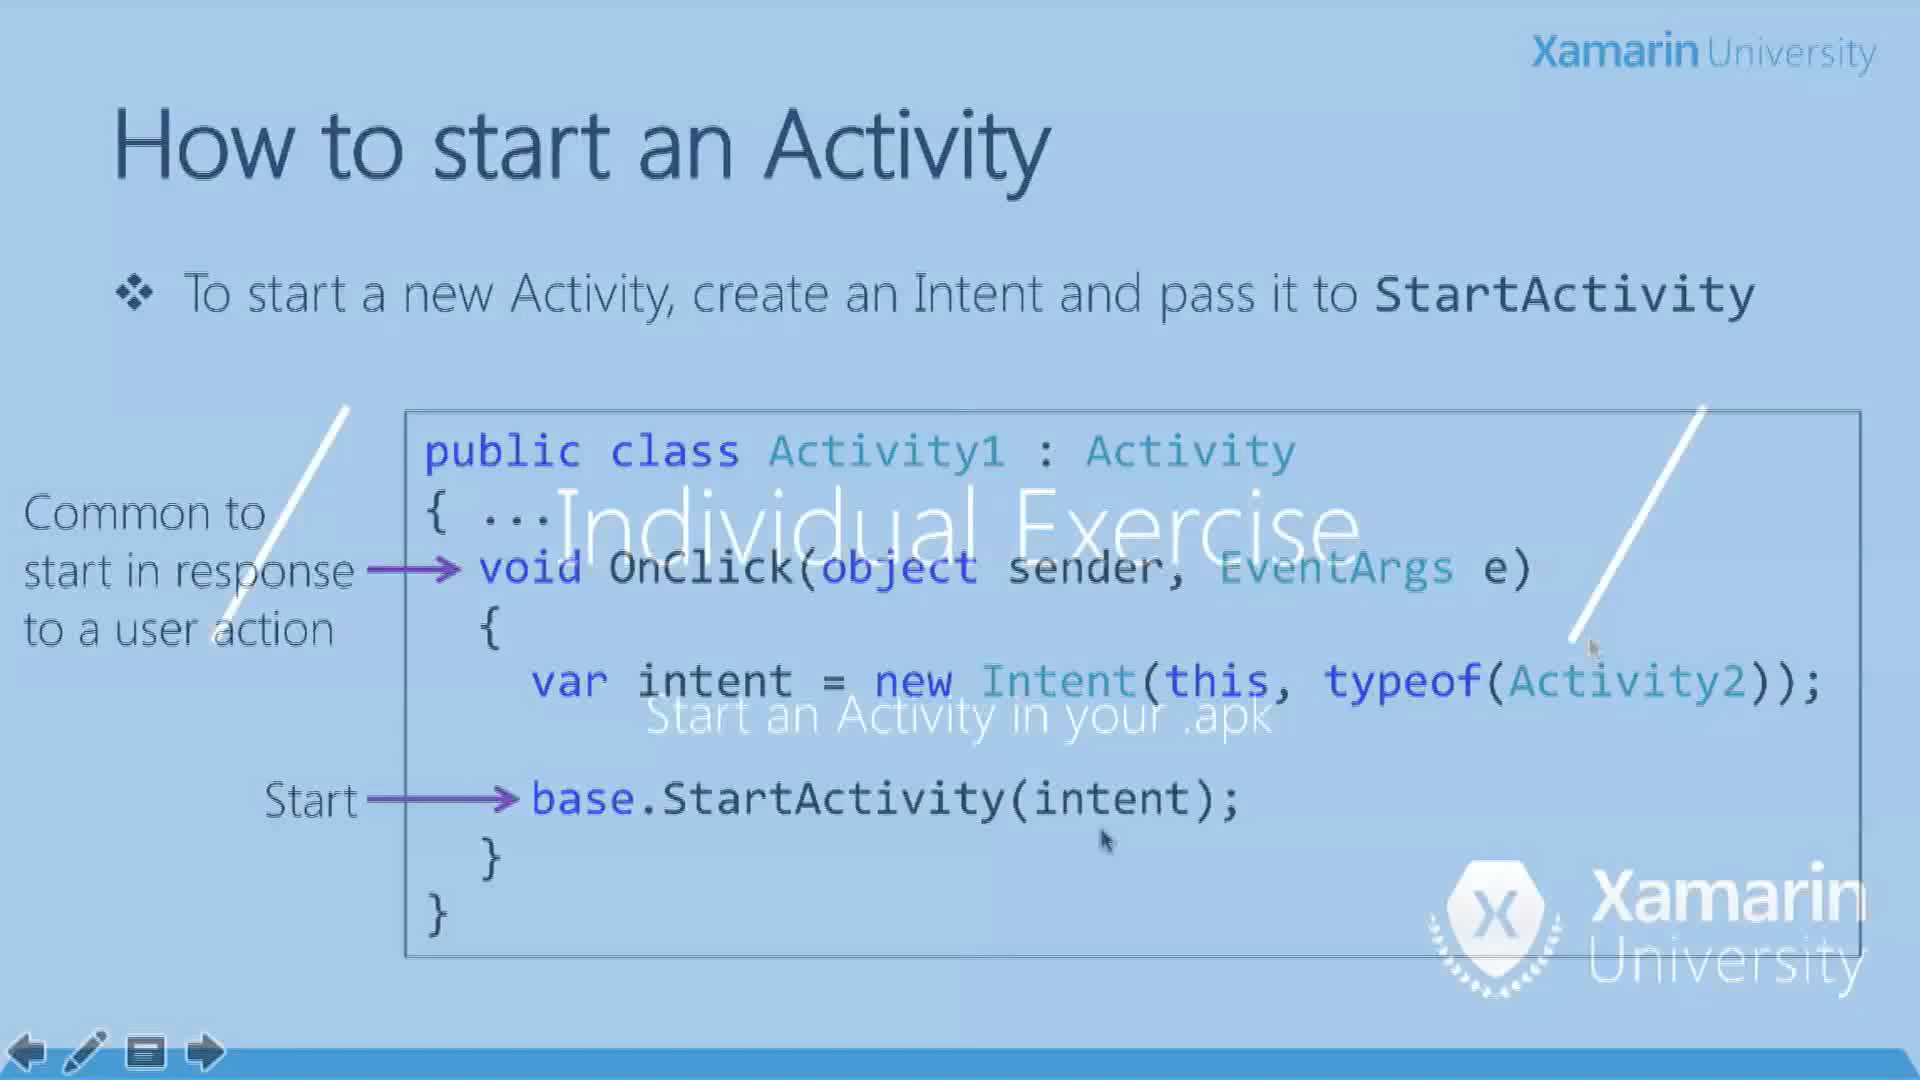 Xamarin University
How to start an Activity
❖ To start a new Activity, create an Intent and pass it to StartActivity
Common to
start in response
to a user action
Start
public class Activity1 : Activity
{ ...
void OnClick(object sender, EventArgs e)
{
var intent = new Intent(this, typeof(Activity2));
base.StartActivity(intent);
}
}
Individual Exercise
Start an Activity in your .apk
X
Xamarin
University